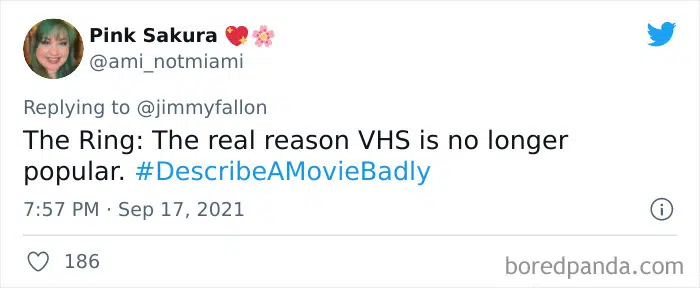 Pink Sakura 💖🌸
@ami_notmiami
Replying to @jimmyfallon
The Ring: The real reason VHS is no longer
popular. #DescribeAMovieBadly
7:57 PM · Sep 17, 2021
186
boredpanda.com